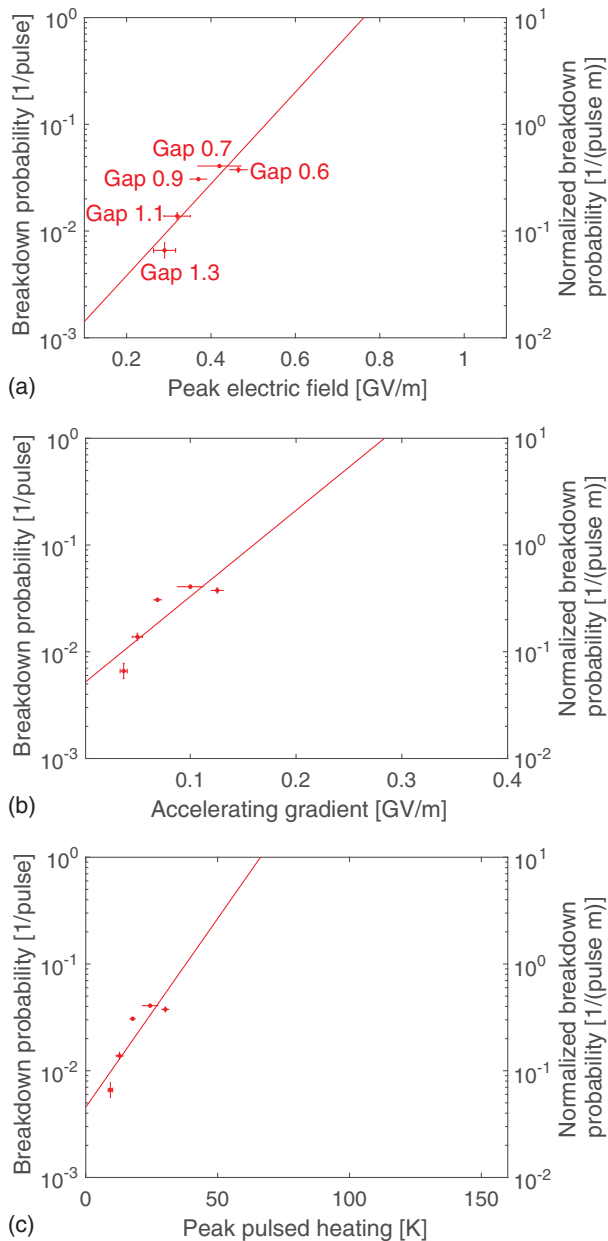 10^0
10^-1
10^-2
10^-3
Breakdown probability [1/pulse]
Gap 0.7
Gap 0.6
Gap 0.9
Gap 1.1
Gap 1.3
10^1
10^0
10^-1
10^-2
Normalized breakdown
probability [1/(pulse m)]
0.2 0.4 0.6 0.8 1
(a) Peak electric field [GV/m]
10^0
10^-1
10^-2
10^-3
Breakdown probability [1/pulse]
10^1
10^0
10^-1
10^-2
Normalized breakdown
probability [1/(pulse m)]
0.1 0.2 0.3 0.4
(b) Accelerating gradient [GV/m]
10^0
10^-1
10^-2
10^-3
Breakdown probability [1/pulse]
10^1
10^0
10^-1
10^-2
Normalized breakdown
probability [1/(pulse m)]
0 50 100 150
(c) Peak pulsed heating [K]